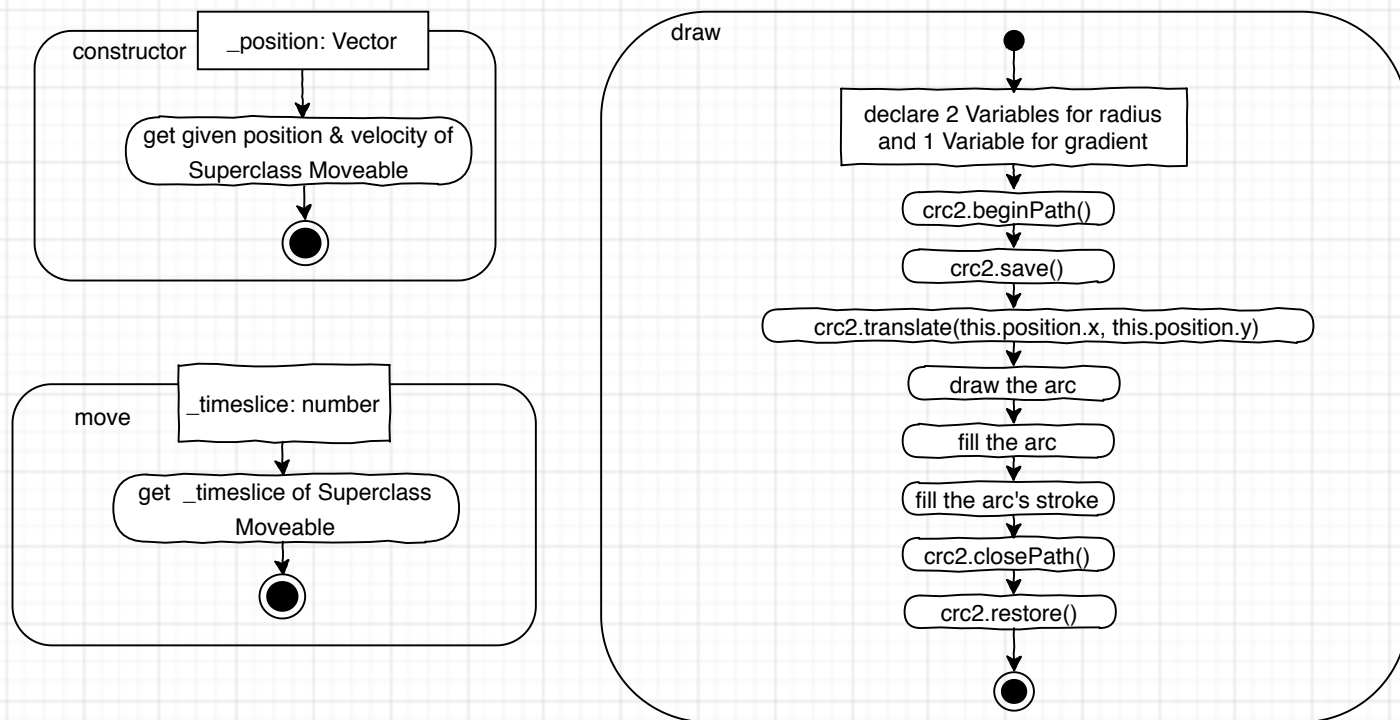 constructor
_position: Vector
get given position & velocity of
Superclass Moveable
move
_timeslice: number
get  _timeslice of Superclass
Moveable
draw
declare 2 Variables for radius
and 1 Variable for gradient
crc2.beginPath()
crc2.save()
crc2.translate(this.position.x, this.position.y)
draw the arc
fill the arc
fill the arc's stroke
crc2.closePath()
crc2.restore()